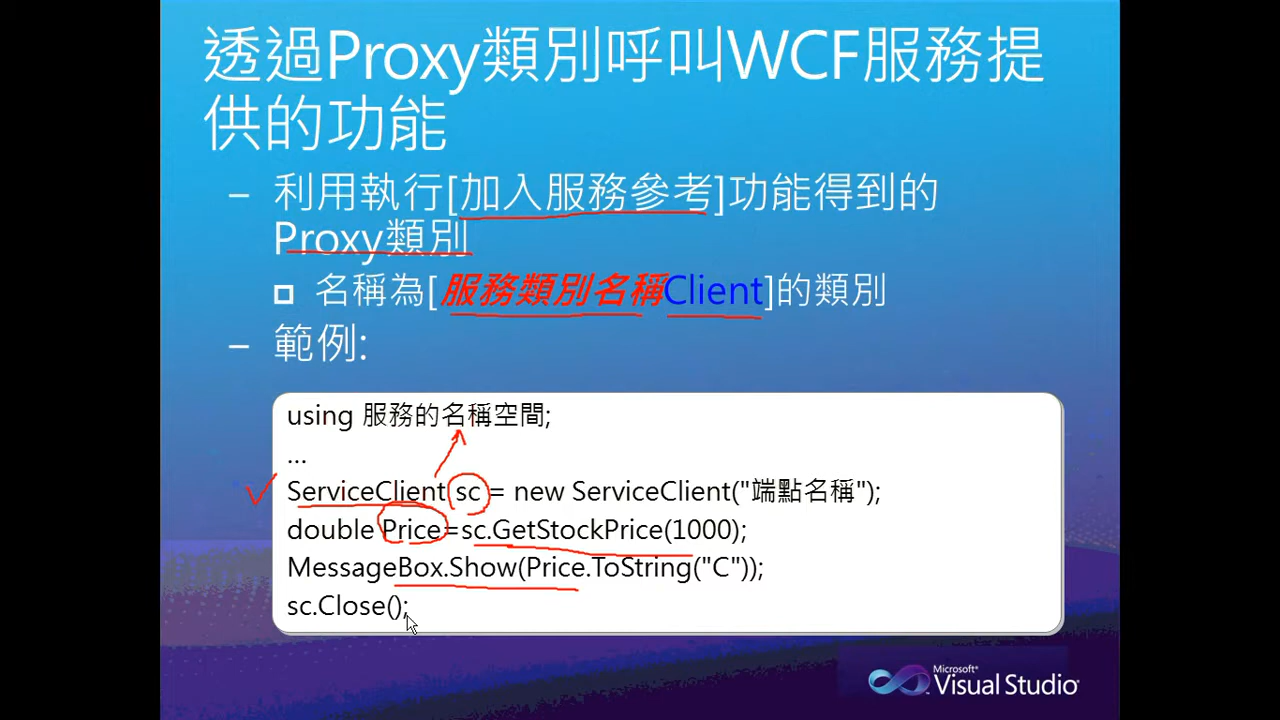 透過Proxy類別呼叫WCF服務提
供的功能
– 利用執行[加入服務參考]功能得到的
Proxy類別
名稱為[服務類別名稱Client]的類別
– 範例:
using 服務的名稱空間;
...
ServiceClient sc = new ServiceClient("端點名稱");
double Price=sc.GetStockPrice(1000);
MessageBox.Show(Price.ToString("C"));
sc.Close();
Microsoft®
Visual Studio®